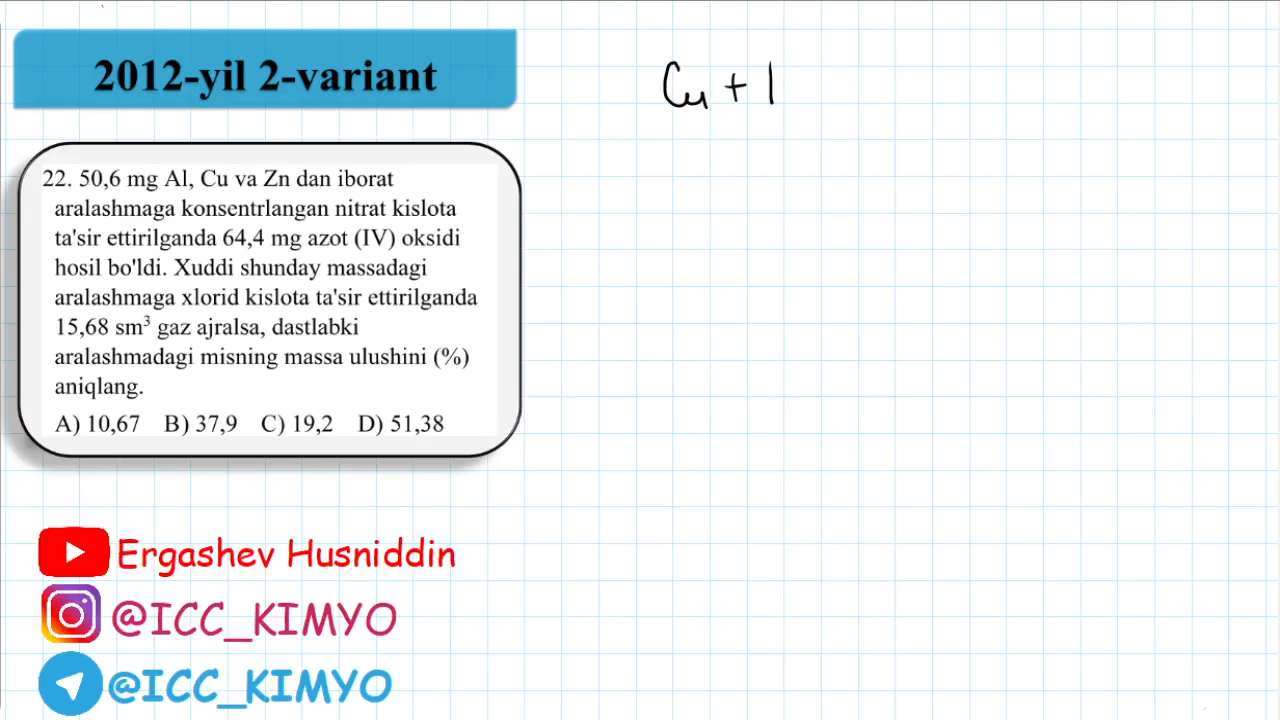 2012-yil 2-variant
Cu + 1
22. 50,6 mg Al, Cu va Zn dan iborat
aralashmaga konsentrlangan nitrat kislota
ta'sir ettirilganda 64,4 mg azot (IV) oksidi
hosil bo'ldi. Xuddi shunday massadagi
aralashmaga xlorid kislota ta'sir ettirilganda
15,68 sm³ gaz ajralsa, dastlabki
aralashmadagi misning massa ulushini (%)
aniqlang.
A) 10,67 B) 37,9 C) 19,2 D) 51,38
Ergashev Husniddin
@ICC_KIMYO
@ICC_KIMYO